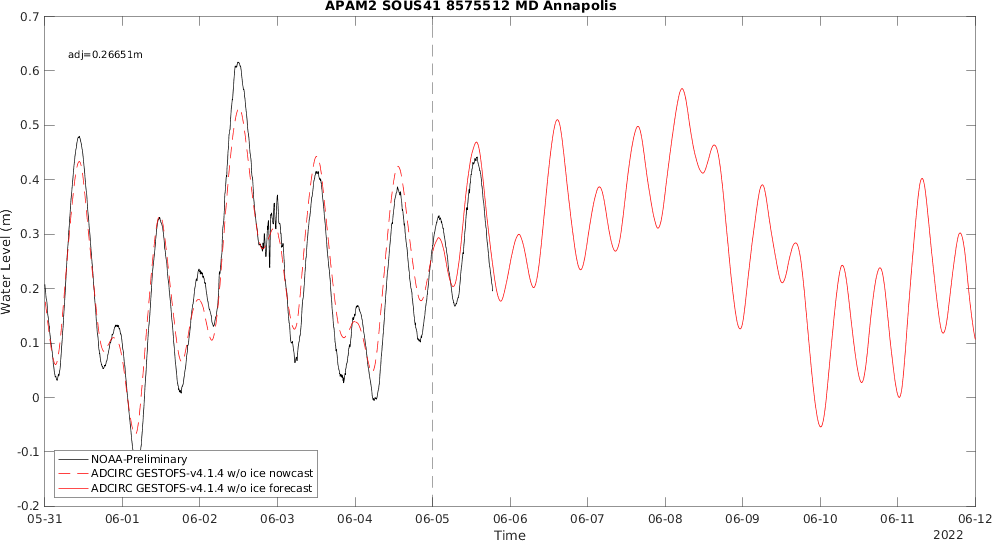 APAM2 SOUS41 8575512 MD Annapolis
adj=0.26651m
Water Level (m)
0.7
0.6
0.5
0.4
0.3
0.2
0.1
0
-0.1
-0.2
NOAA-Preliminary
ADCIRC GESTOFS-v4.1.4 w/o ice nowcast
ADCIRC GESTOFS-v4.1.4 w/o ice forecast
05-31 06-01 06-02 06-03 06-04 06-05 06-06 06-07 06-08 06-09 06-10 06-11 06-12
Time
2022